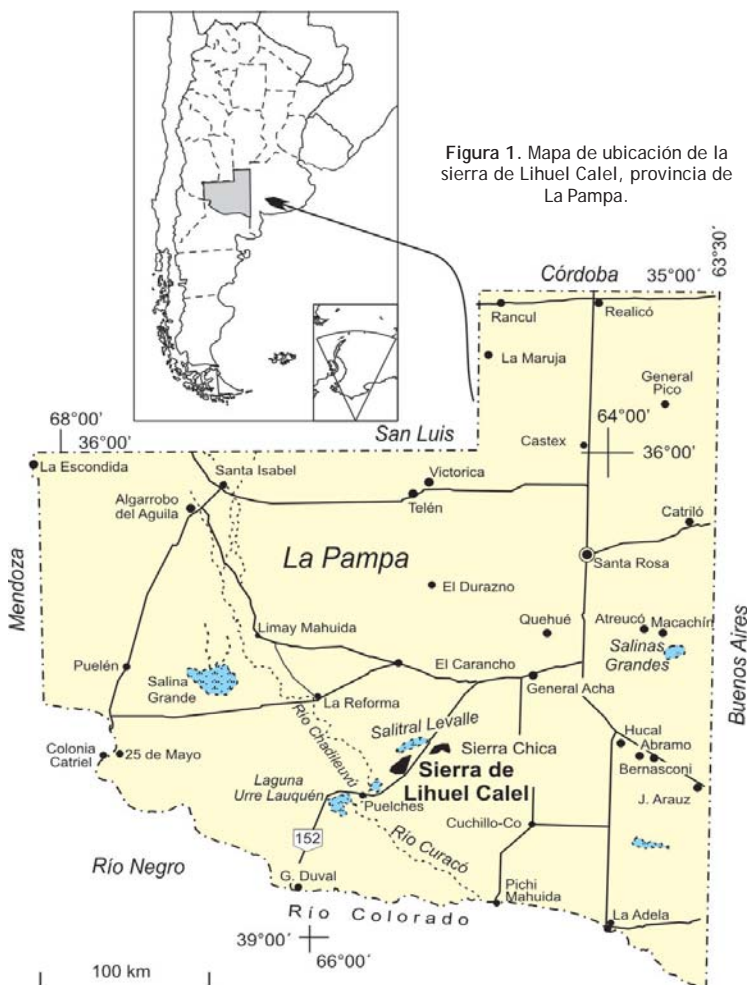 Figura 1. Mapa de ubicación de la
sierra de Lihuel Calel, provincia de
La Pampa.
63°30´
Córdoba
35°00´
Rancul
Realicó
La Maruja
General
Pico
68°00´
36°00´
San Luis
64°00´
Castex
36°00´
La Escondida
Santa Isabel
Victorica
Algarrobo
del Aguila
Telén
Catriló
La Pampa
Santa Rosa
Mendoza
El Durazno
Limay Mahuida
Quehué
Atreucó
Macachín
Salinas
Grandes
Buenos Aires
Puelén
Salina
Grande
El Carancho
General Acha
La Reforma
Río Chadileuvú
Salitral Levalle
Hucal
Abramo
Colonia
Catriel
25 de Mayo
Sierra Chica
Bernasconi
Sierra de
Lihuel Calel
Laguna
Urre Lauquén
J. Arauz
Puelches
Cuchillo-Co
152
Río Curacó
Río Negro
G. Duval
Pichi
Mahuida
Río Colorado
La Adela
39°00´
66°00´
100 km